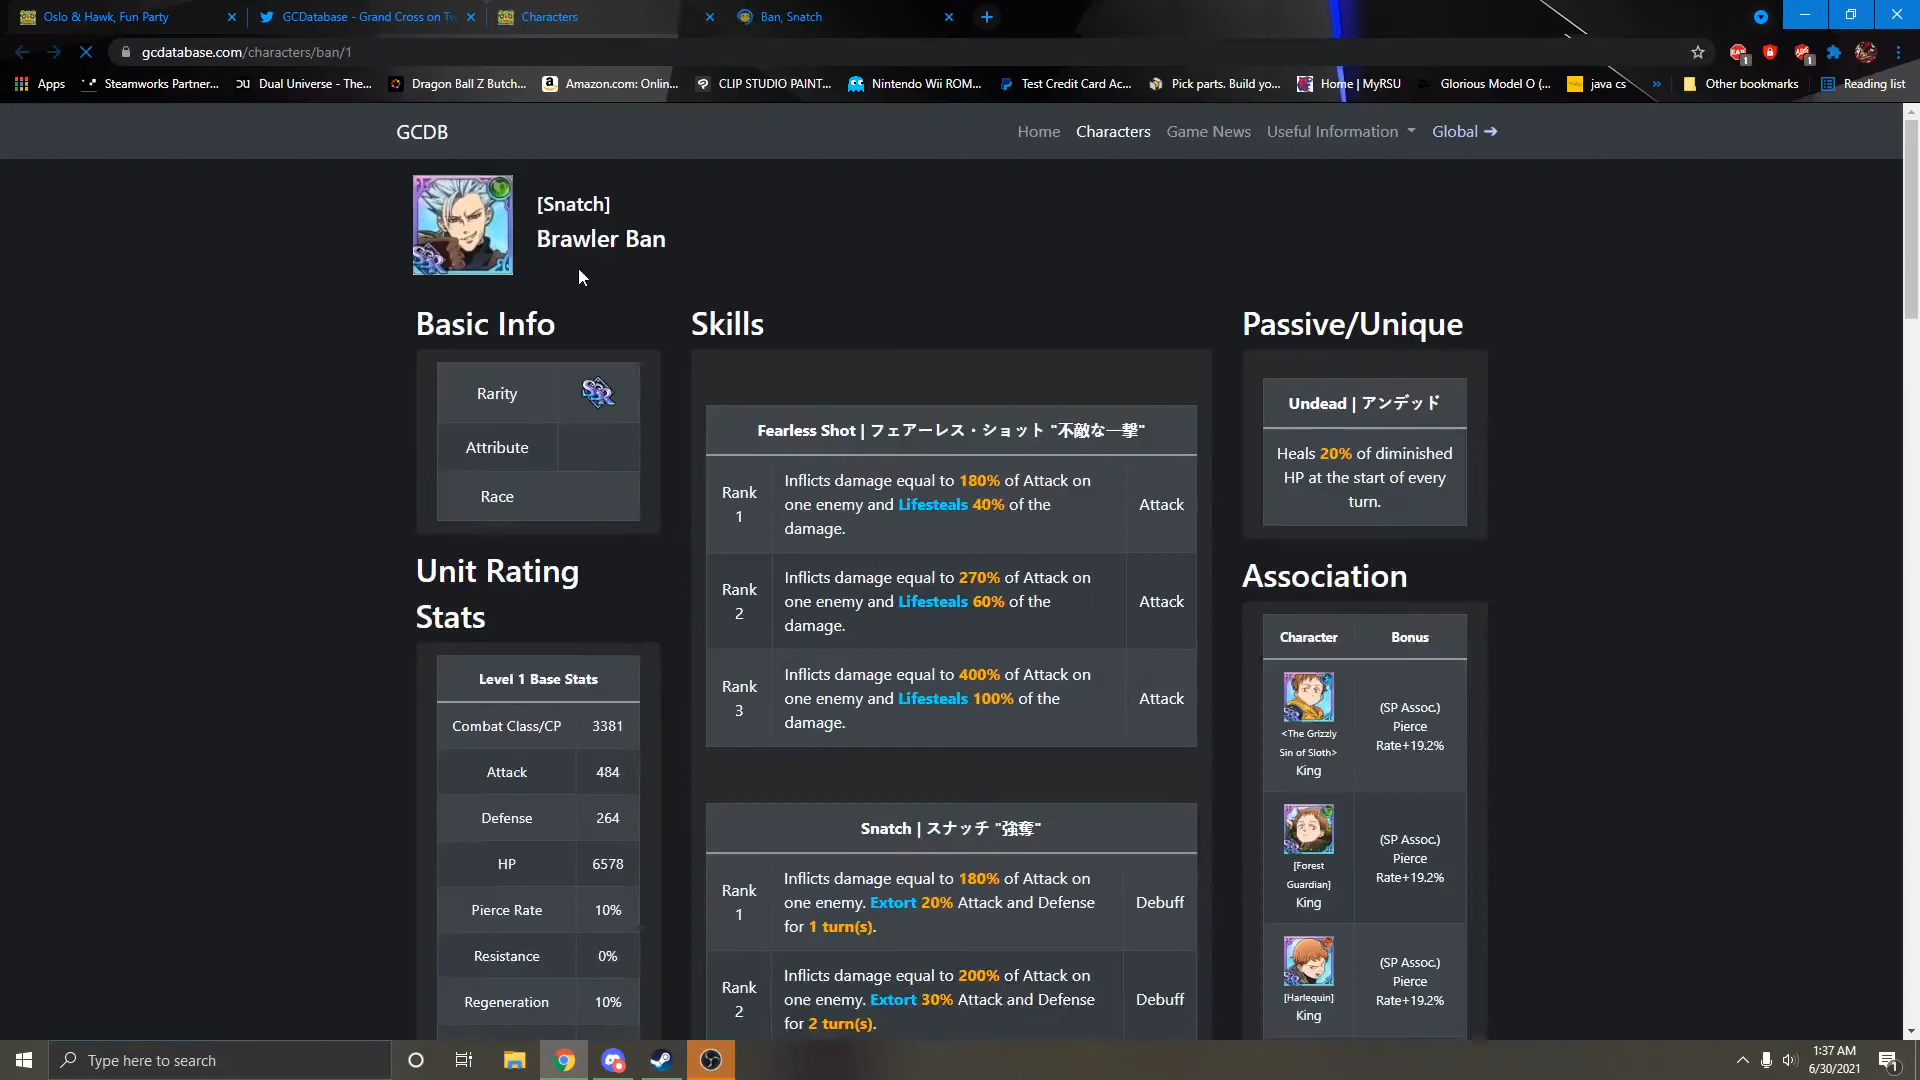 Oslo & Hawk, Fun Party
GCDatabase - Grand Cross on Tw
Characters
Ban, Snatch
gcdatabase.com/characters/ban/1
Apps
Steamworks Partner...
Dual Universe - The...
Dragon Ball Z Butch...
Amazon.com: Onlin...
CLIP STUDIO PAINT...
Nintendo Wii ROM...
Test Credit Card Ac...
Pick parts. Build yo...
Home | MyRSU
Glorious Model O (...
java cs
»
Other bookmarks
Reading list
GCDB
Home
Characters
Game News
Useful Information
Global ➔
[Snatch]
Brawler Ban
Basic Info
Rarity
SSR
Attribute
Race
Unit Rating
Stats
Level 1 Base Stats
Combat Class/CP 3381
Attack 484
Defense 264
HP 6578
Pierce Rate 10%
Resistance 0%
Regeneration 10%
Skills
Fearless Shot | フェアーレス・ショット "不敵な一撃"
Rank
1
Inflicts damage equal to 180% of Attack on
one enemy and Lifesteals 40% of the
damage.
Attack
Rank
2
Inflicts damage equal to 270% of Attack on
one enemy and Lifesteals 60% of the
damage.
Attack
Rank
3
Inflicts damage equal to 400% of Attack on
one enemy and Lifesteals 100% of the
damage.
Attack
Snatch | スナッチ "強奪"
Rank
1
Inflicts damage equal to 180% of Attack on
one enemy. Extort 20% Attack and Defense
for 1 turn(s).
Debuff
Rank
2
Inflicts damage equal to 200% of Attack on
one enemy. Extort 30% Attack and Defense
for 2 turn(s).
Debuff
Passive/Unique
Undead | アンデッド
Heals 20% of diminished
HP at the start of every
turn.
Association
Character Bonus
<The Grizzly
Sin of Sloth>
King
(SP Assoc.)
Pierce
Rate+19.2%
[Forest
Guardian]
King
(SP Assoc.)
Pierce
Rate+19.2%
[Harlequin]
King
(SP Assoc.)
Pierce
Rate+19.2%
Type here to search
1:37 AM
6/30/2021